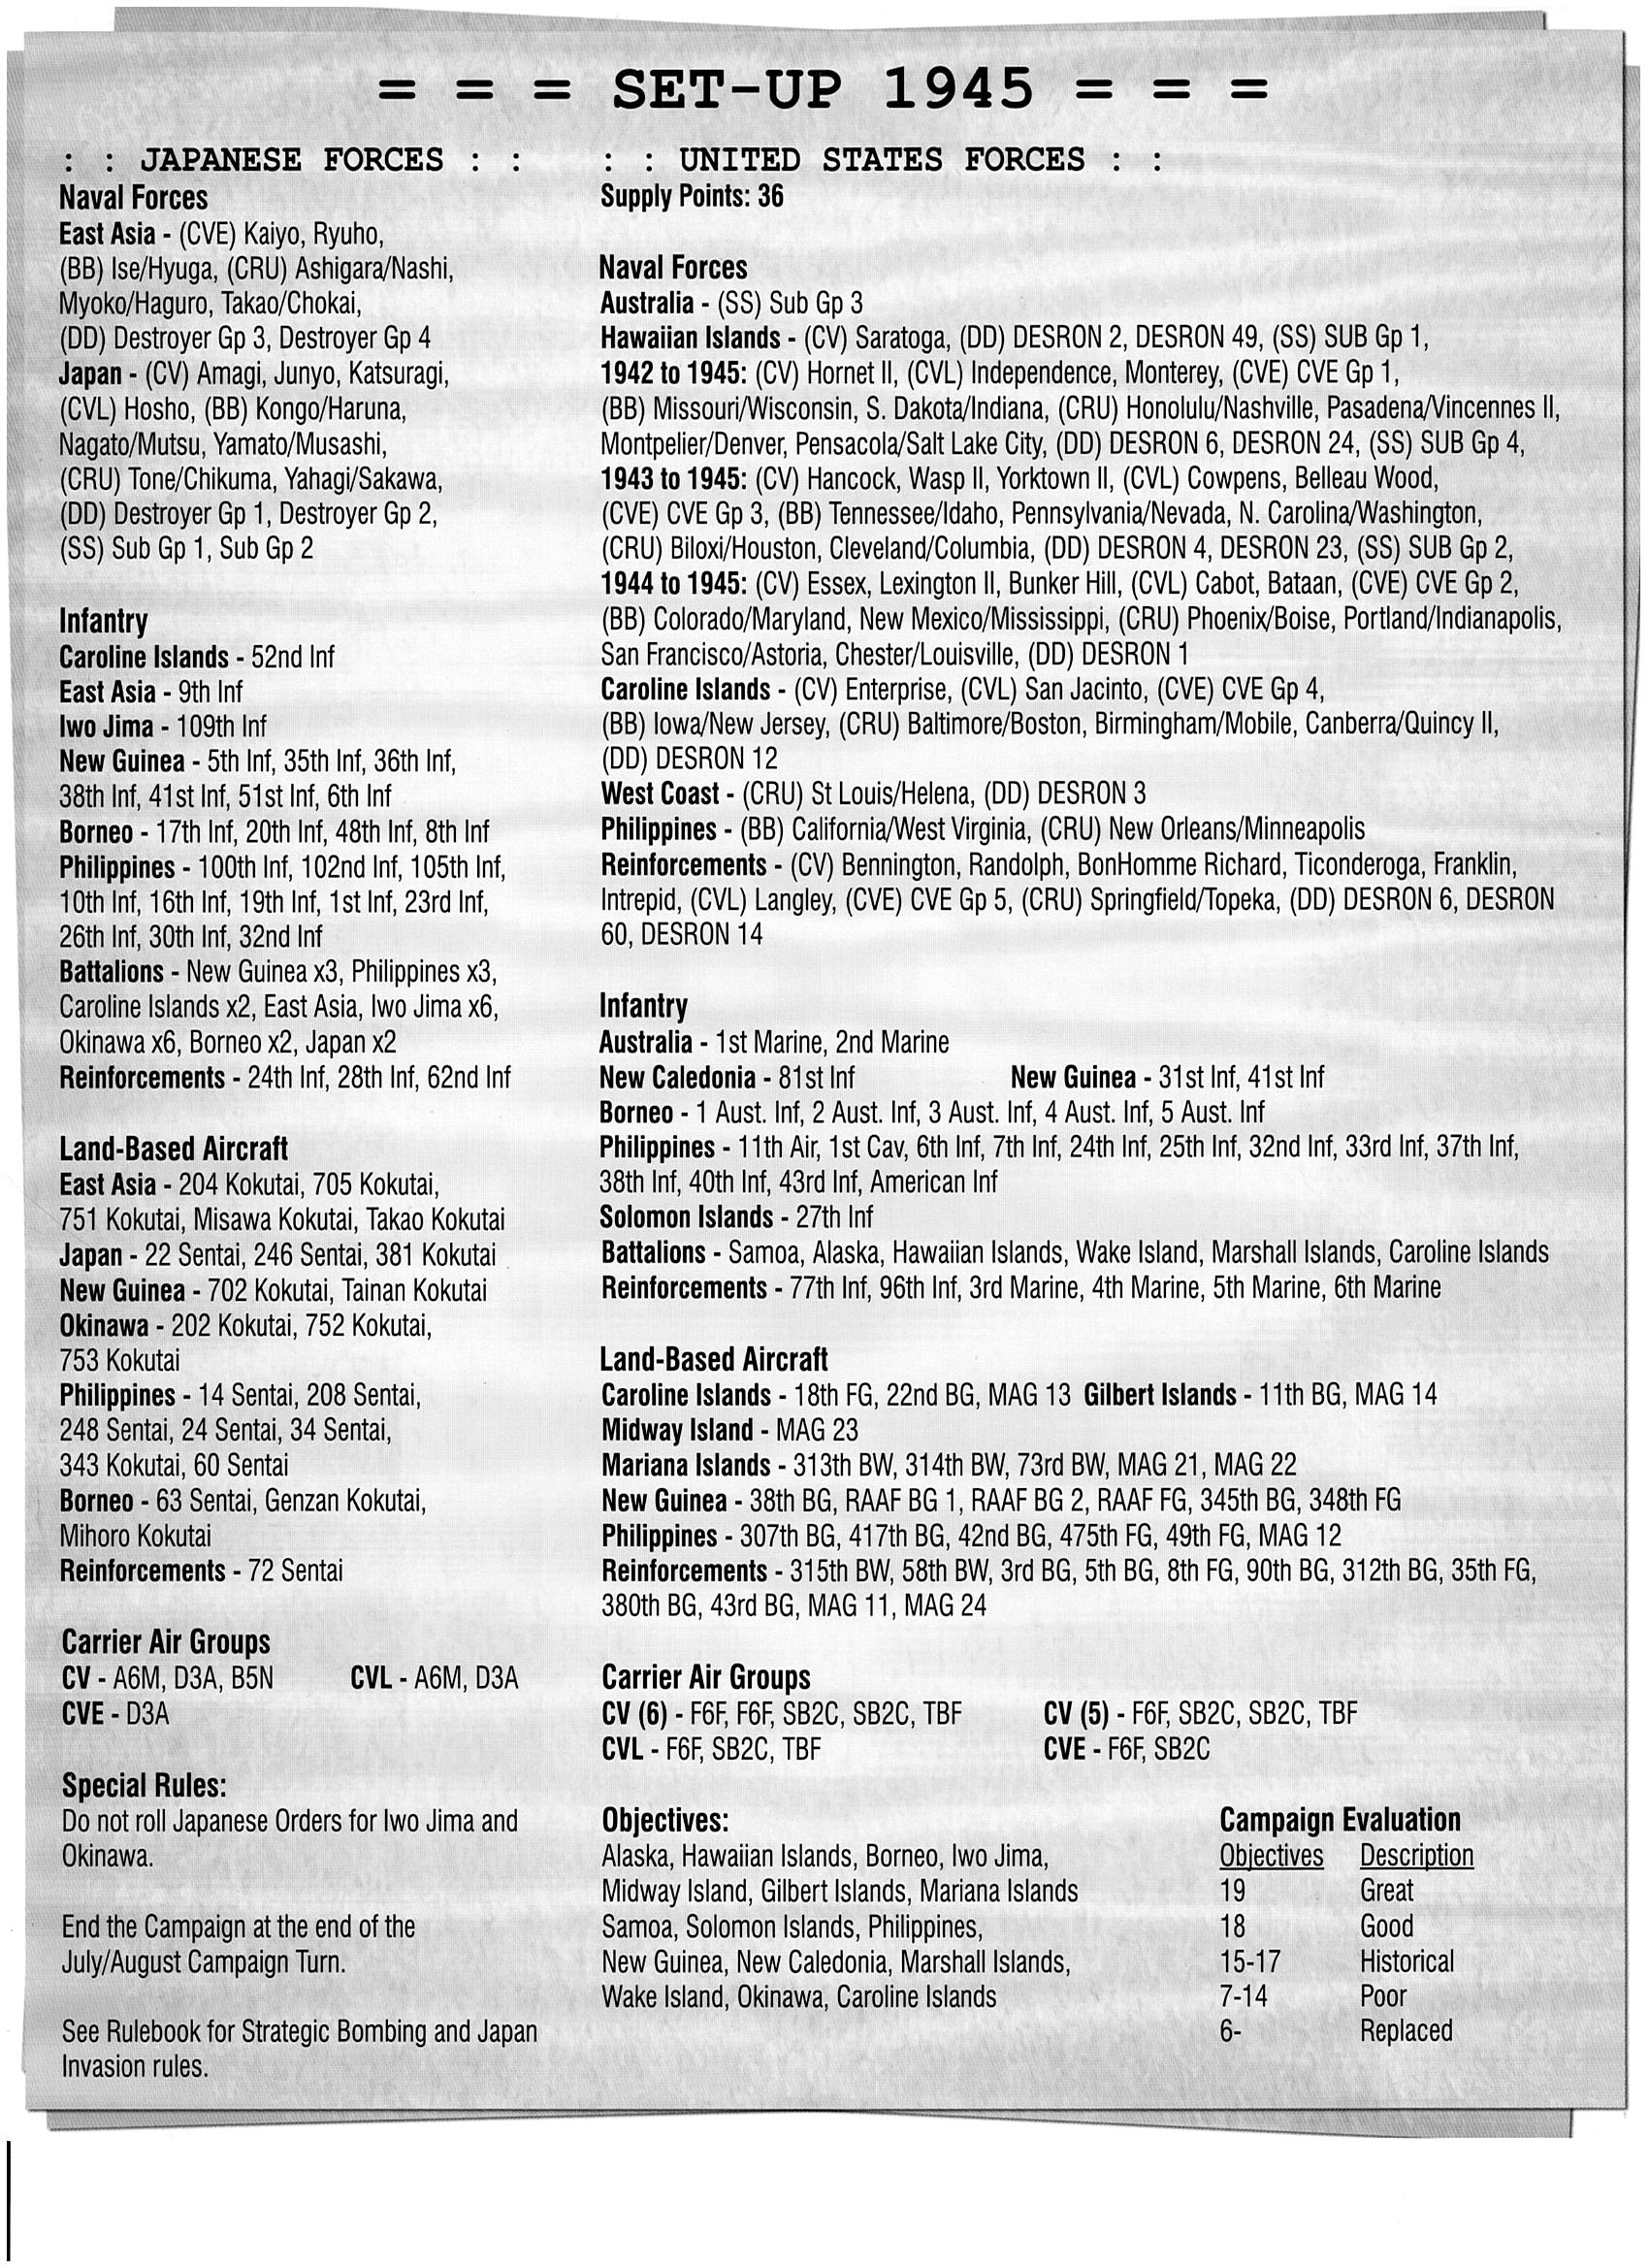 = = = SET-UP 1945 = = =
: : JAPANESE FORCES : :
Naval Forces
East Asia - (CVE) Kaiyo, Ryuho,
(BB) Ise/Hyuga, (CRU) Ashigara/Nashi,
Myoko/Haguro, Takao/Chokai,
(DD) Destroyer Gp 3, Destroyer Gp 4
Japan - (CV) Amagi, Junyo, Katsuragi,
(CVL) Hosho, (BB) Kongo/Haruna,
Nagato/Mutsu, Yamato/Musashi,
(CRU) Tone/Chikuma, Yahagi/Sakawa,
(DD) Destroyer Gp 1, Destroyer Gp 2,
(SS) Sub Gp 1, Sub Gp 2
Infantry
Caroline Islands - 52nd Inf
East Asia - 9th Inf
Iwo Jima - 109th Inf
New Guinea - 5th Inf, 35th Inf, 36th Inf,
38th Inf, 41st Inf, 51st Inf, 6th Inf
Borneo - 17th Inf, 20th Inf, 48th Inf, 8th Inf
Philippines - 100th Inf, 102nd Inf, 105th Inf,
10th Inf, 16th Inf, 19th Inf, 1st Inf, 23rd Inf,
26th Inf, 30th Inf, 32nd Inf
Battalions - New Guinea x3, Philippines x3,
Caroline Islands x2, East Asia, Iwo Jima x6,
Okinawa x6, Borneo x2, Japan x2
Reinforcements - 24th Inf, 28th Inf, 62nd Inf
Land-Based Aircraft
East Asia - 204 Kokutai, 705 Kokutai,
751 Kokutai, Misawa Kokutai, Takao Kokutai
Japan - 22 Sentai, 246 Sentai, 381 Kokutai
New Guinea - 702 Kokutai, Tainan Kokutai
Okinawa - 202 Kokutai, 752 Kokutai,
753 Kokutai
Philippines - 14 Sentai, 208 Sentai,
248 Sentai, 24 Sentai, 34 Sentai,
343 Kokutai, 60 Sentai
Borneo - 63 Sentai, Genzan Kokutai,
Mihoro Kokutai
Reinforcements - 72 Sentai
Carrier Air Groups
CV - A6M, D3A, B5N CVL - A6M, D3A
CVE - D3A
Special Rules:
Do not roll Japanese Orders for Iwo Jima and
Okinawa.
End the Campaign at the end of the
July/August Campaign Turn.
See Rulebook for Strategic Bombing and Japan
Invasion rules.
: : UNITED STATES FORCES : :
Supply Points: 36
Naval Forces
Australia - (SS) Sub Gp 3
Hawaiian Islands - (CV) Saratoga, (DD) DESRON 2, DESRON 49, (SS) SUB Gp 1,
1942 to 1945: (CV) Hornet II, (CVL) Independence, Monterey, (CVE) CVE Gp 1,
(BB) Missouri/Wisconsin, S. Dakota/Indiana, (CRU) Honolulu/Nashville, Pasadena/Vincennes II,
Montpelier/Denver, Pensacola/Salt Lake City, (DD) DESRON 6, DESRON 24, (SS) SUB Gp 4,
1943 to 1945: (CV) Hancock, Wasp II, Yorktown II, (CVL) Cowpens, Belleau Wood,
(CVE) CVE Gp 3, (BB) Tennessee/Idaho, Pennsylvania/Nevada, N. Carolina/Washington,
(CRU) Biloxi/Houston, Cleveland/Columbia, (DD) DESRON 4, DESRON 23, (SS) SUB Gp 2,
1944 to 1945: (CV) Essex, Lexington II, Bunker Hill, (CVL) Cabot, Bataan, (CVE) CVE Gp 2,
(BB) Colorado/Maryland, New Mexico/Mississippi, (CRU) Phoenix/Boise, Portland/Indianapolis,
San Francisco/Astoria, Chester/Louisville, (DD) DESRON 1
Caroline Islands - (CV) Enterprise, (CVL) San Jacinto, (CVE) CVE Gp 4,
(BB) Iowa/New Jersey, (CRU) Baltimore/Boston, Birmingham/Mobile, Canberra/Quincy II,
(DD) DESRON 12
West Coast - (CRU) St Louis/Helena, (DD) DESRON 3
Philippines - (BB) California/West Virginia, (CRU) New Orleans/Minneapolis
Reinforcements - (CV) Bennington, Randolph, BonHomme Richard, Ticonderoga, Franklin,
Intrepid, (CVL) Langley, (CVE) CVE Gp 5, (CRU) Springfield/Topeka, (DD) DESRON 6, DESRON
60, DESRON 14
Infantry
Australia - 1st Marine, 2nd Marine
New Caledonia - 81st Inf New Guinea - 31st Inf, 41st Inf
Borneo - 1 Aust. Inf, 2 Aust. Inf, 3 Aust. Inf, 4 Aust. Inf, 5 Aust. Inf
Philippines - 11th Air, 1st Cav, 6th Inf, 7th Inf, 24th Inf, 25th Inf, 32nd Inf, 33rd Inf, 37th Inf,
38th Inf, 40th Inf, 43rd Inf, American Inf
Solomon Islands - 27th Inf
Battalions - Samoa, Alaska, Hawaiian Islands, Wake Island, Marshall Islands, Caroline Islands
Reinforcements - 77th Inf, 96th Inf, 3rd Marine, 4th Marine, 5th Marine, 6th Marine
Land-Based Aircraft
Caroline Islands - 18th FG, 22nd BG, MAG 13 Gilbert Islands - 11th BG, MAG 14
Midway Island - MAG 23
Mariana Islands - 313th BW, 314th BW, 73rd BW, MAG 21, MAG 22
New Guinea - 38th BG, RAAF BG 1, RAAF BG 2, RAAF FG, 345th BG, 348th FG
Philippines - 307th BG, 417th BG, 42nd BG, 475th FG, 49th FG, MAG 12
Reinforcements - 315th BW, 58th BW, 3rd BG, 5th BG, 8th FG, 90th BG, 312th BG, 35th FG,
380th BG, 43rd BG, MAG 11, MAG 24
Carrier Air Groups
CV (6) - F6F, F6F, SB2C, SB2C, TBF CV (5) - F6F, SB2C, SB2C, TBF
CVL - F6F, SB2C, TBF CVE - F6F, SB2C
Objectives:
Alaska, Hawaiian Islands, Borneo, Iwo Jima,
Midway Island, Gilbert Islands, Mariana Islands
Samoa, Solomon Islands, Philippines,
New Guinea, New Caledonia, Marshall Islands,
Wake Island, Okinawa, Caroline Islands
Campaign Evaluation
Objectives Description
19 Great
18 Good
15-17 Historical
7-14 Poor
6- Replaced